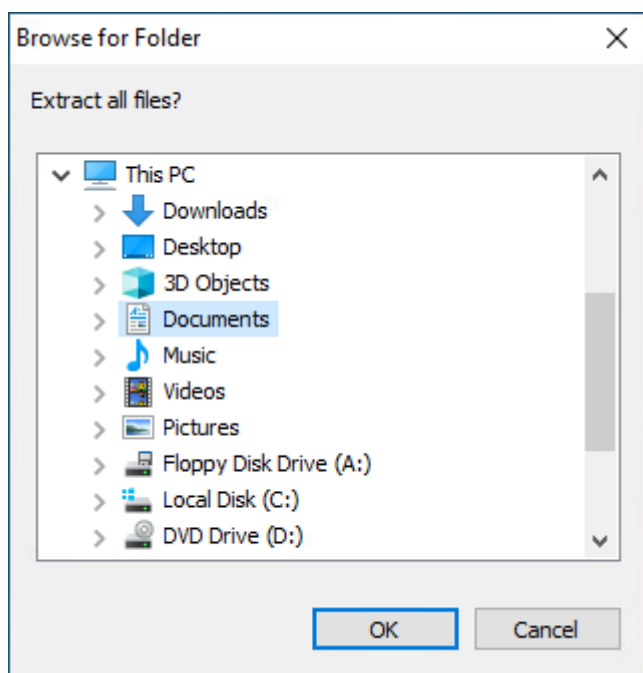 Browse for Folder
Extract all files?
This PC
Downloads
Desktop
3D Objects
Documents
Music
Videos
Pictures
Floppy Disk Drive (A:)
Local Disk (C:)
DVD Drive (D:)
OK Cancel